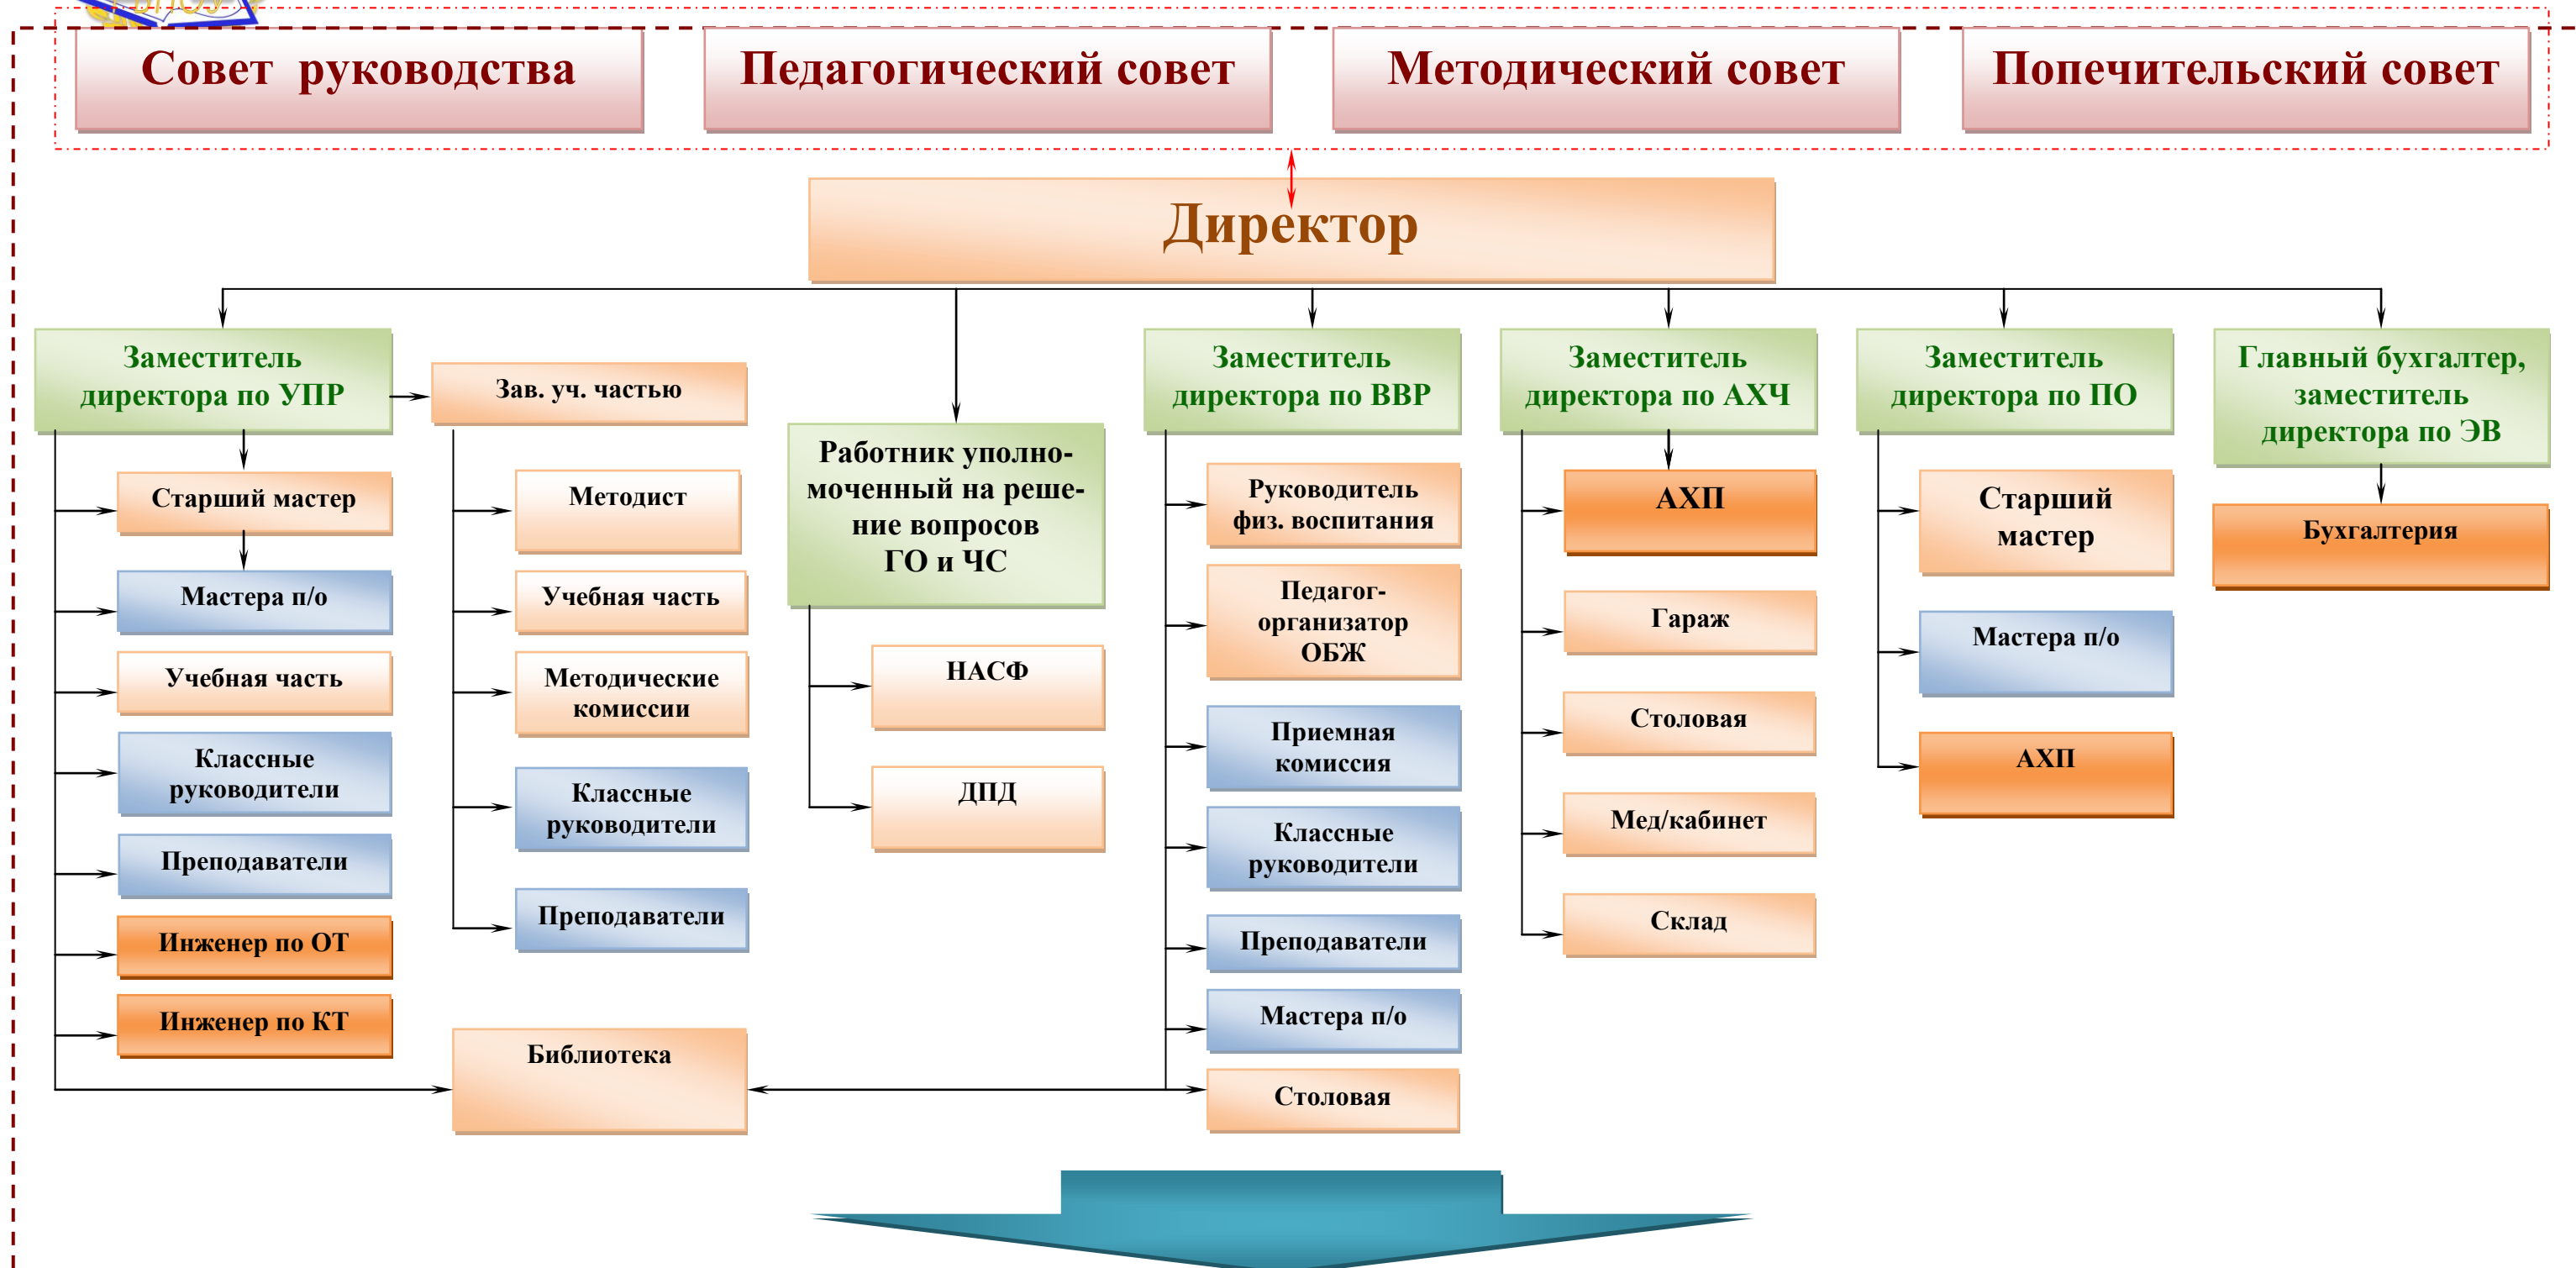 Совет руководства
Педагогический совет
Методический совет
Попечительский совет
Директор
Заместитель
директора по УПР
Старший мастер
Мастера п/о
Учебная часть
Классные
руководители
Преподаватели
Инженер по ОТ
Инженер по КТ
Зав. уч. частью
Методист
Учебная часть
Методические
комиссии
Классные
руководители
Преподаватели
Библиотека
Работник уполно-
моченный на реше-
ние вопросов
ГО и ЧС
НАСФ
ДПД
Заместитель
директора по ВВР
Руководитель
физ. воспитания
Педагог-
организатор
ОБЖ
Приемная
комиссия
Классные
руководители
Преподаватели
Мастера п/о
Столовая
Заместитель
директора по АХЧ
АХП
Гараж
Столовая
Мед/кабинет
Склад
Заместитель
директора по ПО
Старший
мастер
Мастера п/о
АХП
Главный бухгалтер,
заместитель
директора по ЭВ
Бухгалтерия